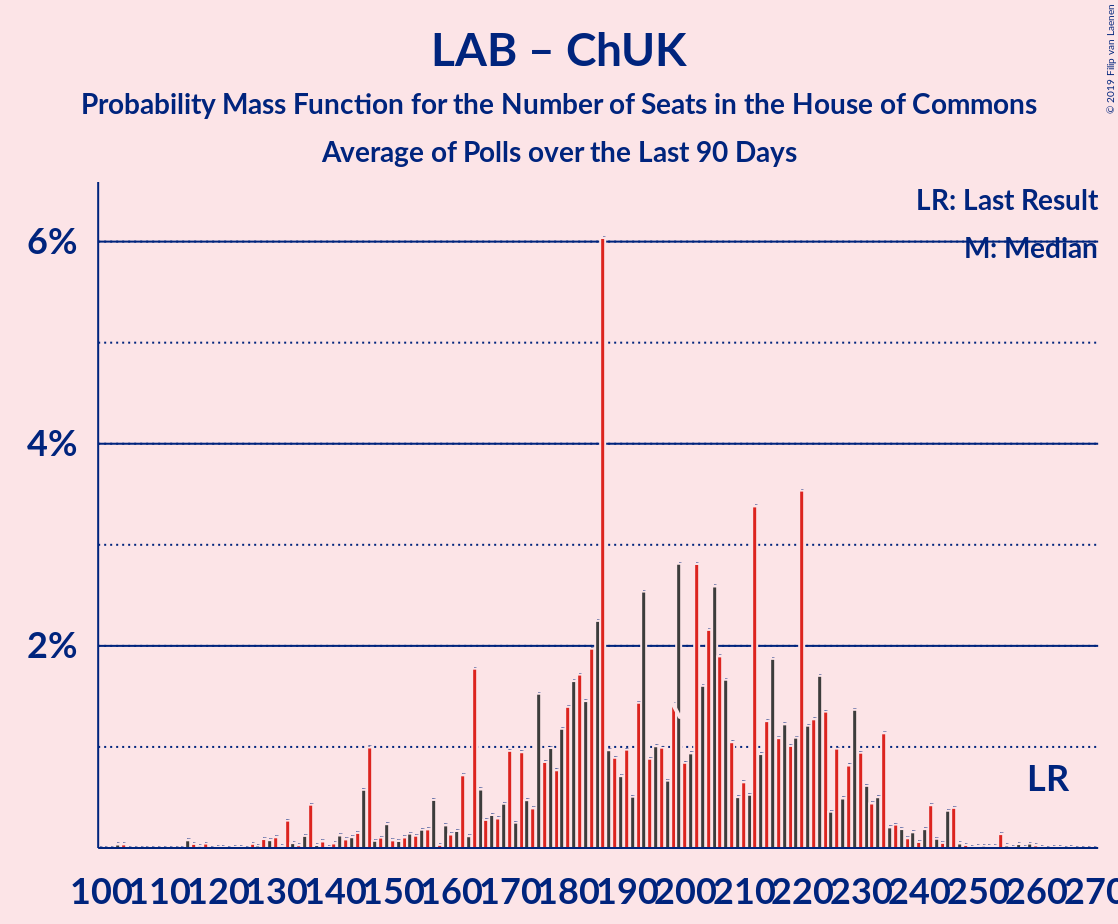 LAB – ChUK
Probability Mass Function for the Number of Seats in the House of Commons
Average of Polls over the Last 90 Days
© 2019 Filip van Laenen
LR: Last Result
M: Median
6%
4%
2%
LR
100 110 120 130 140 150 160 170 180 190 200 210 220 230 240 250 260 270